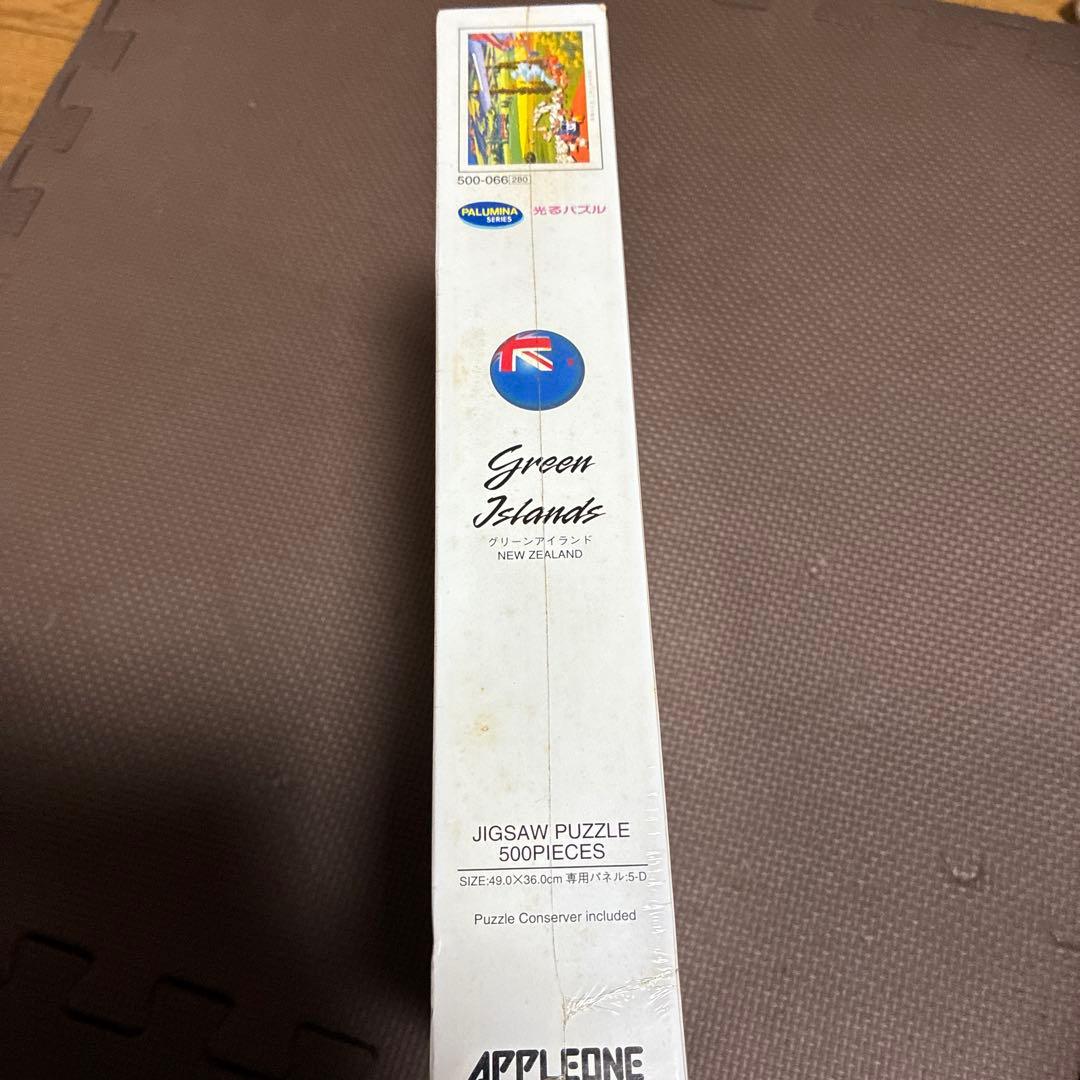 500-066 280
PALUMINA
SERIES
光るパズル
Green
Islands
グリーンアイランド
NEW ZEALAND
JIGSAW PUZZLE
500PIECES
SIZE:49.0×36.0cm 専用パネル:5-D
Puzzle Conserver included
APPLEONE